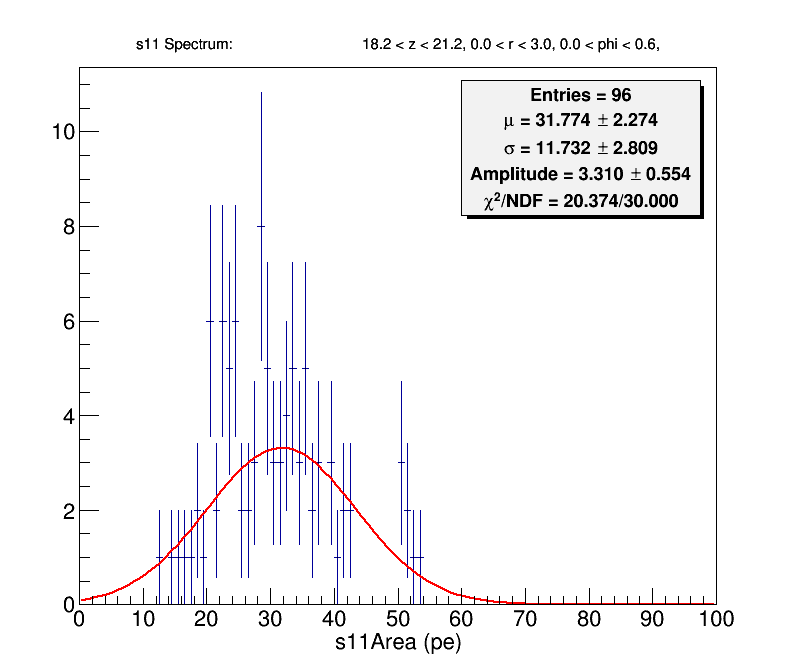 s11 Spectrum: 18.2 < z < 21.2, 0.0 < r < 3.0, 0.0 < phi < 0.6,
Entries = 96
μ = 31.774 ± 2.274
σ = 11.732 ± 2.809
Amplitude = 3.310 ± 0.554
χ²/NDF = 20.374/30.000
10
8
6
4
2
0
0 10 20 30 40 50 60 70 80 90 100
s11Area (pe)